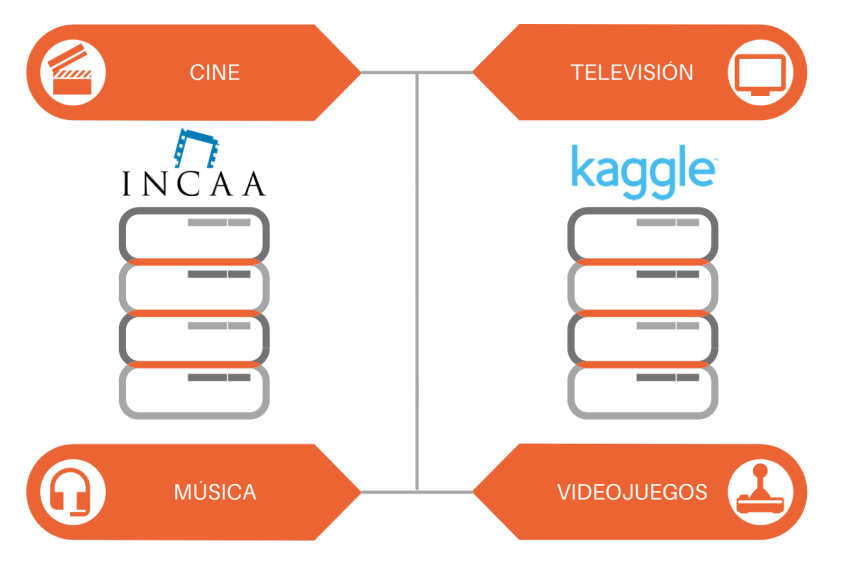 CINE
TELEVISIÓN
INCAA
kaggle
MÚSICA
VIDEOJUEGOS